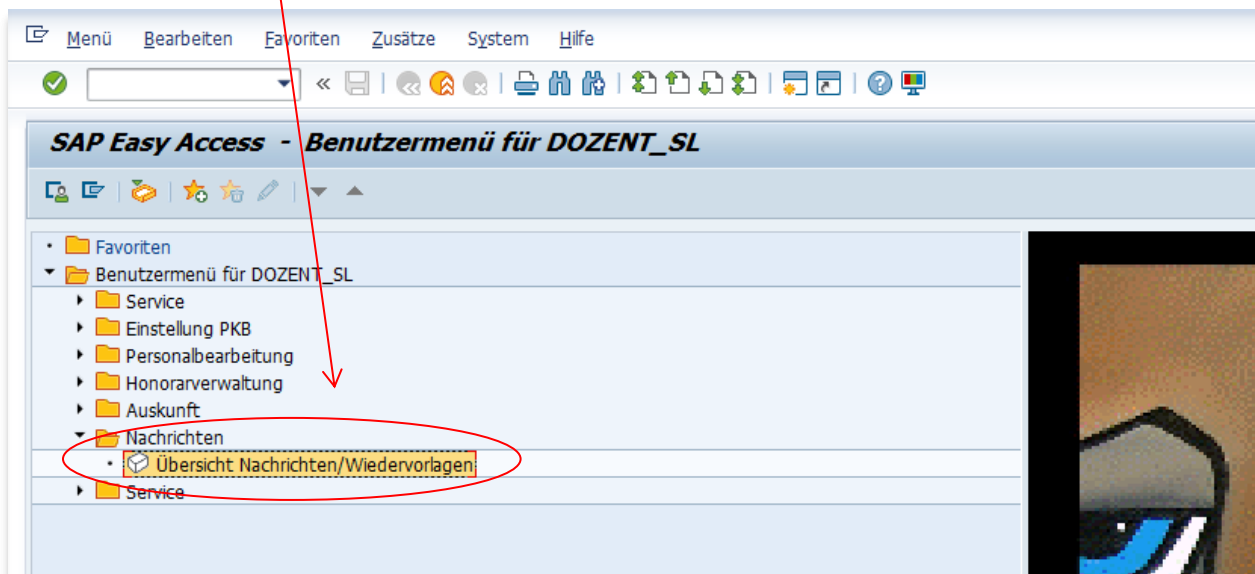 Menü Bearbeiten Favoriten Zusätze System Hilfe
SAP Easy Access - Benutzermenü für DOZENT_SL
Favoriten
Benutzermenü für DOZENT_SL
Service
Einstellung PKB
Personalbearbeitung
Honorarverwaltung
Auskunft
Nachrichten
Übersicht Nachrichten/Wiedervorlagen
Service